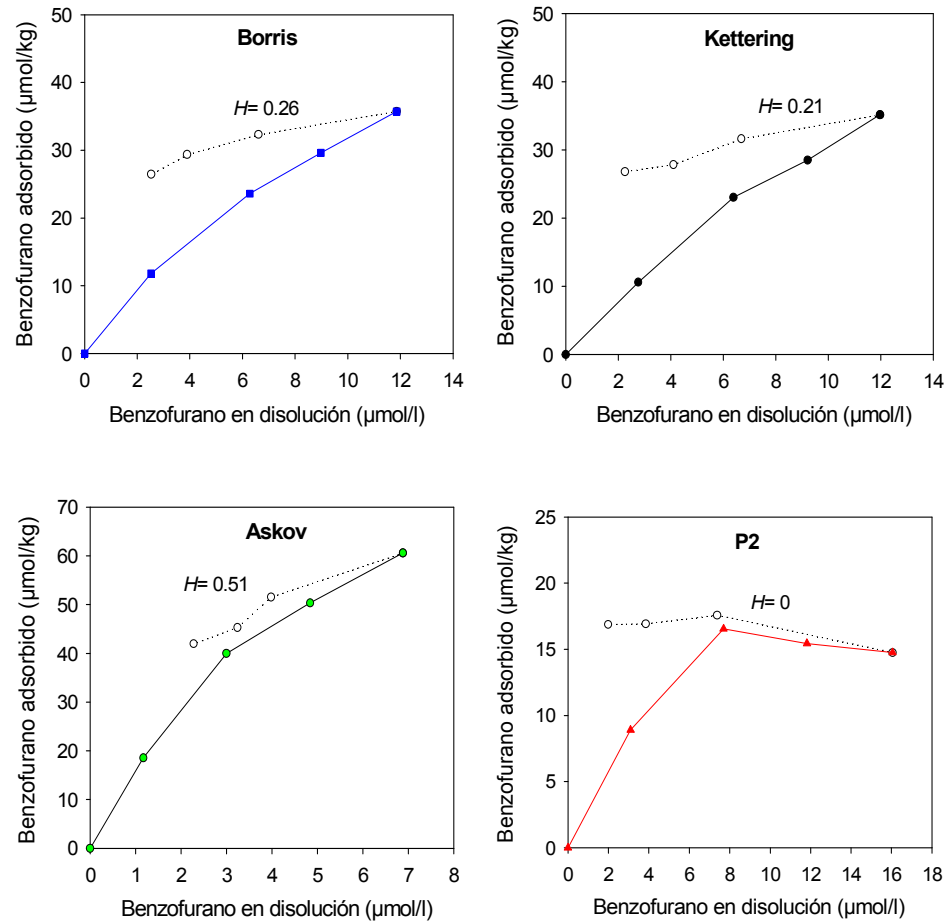 Borris
H= 0.26
Benzofurano adsorbido (µmol/kg)
50
40
30
20
10
0
0 2 4 6 8 10 12 14
Benzofurano en disolución (µmol/l)
Kettering
H= 0.21
Benzofurano adsorbido (µmol/kg)
50
40
30
20
10
0
0 2 4 6 8 10 12 14
Benzofurano en disolución (µmol/l)
Askov
H= 0.51
Benzofurano adsorbido (µmol/kg)
70
60
50
40
30
20
10
0
0 1 2 3 4 5 6 7 8
Benzofurano en disolución (µmol/l)
P2
H= 0
Benzofurano adsorbido (µmol/kg)
25
20
15
10
5
0
0 2 4 6 8 10 12 14 16 18
Benzofurano en disolución (µmol/l)